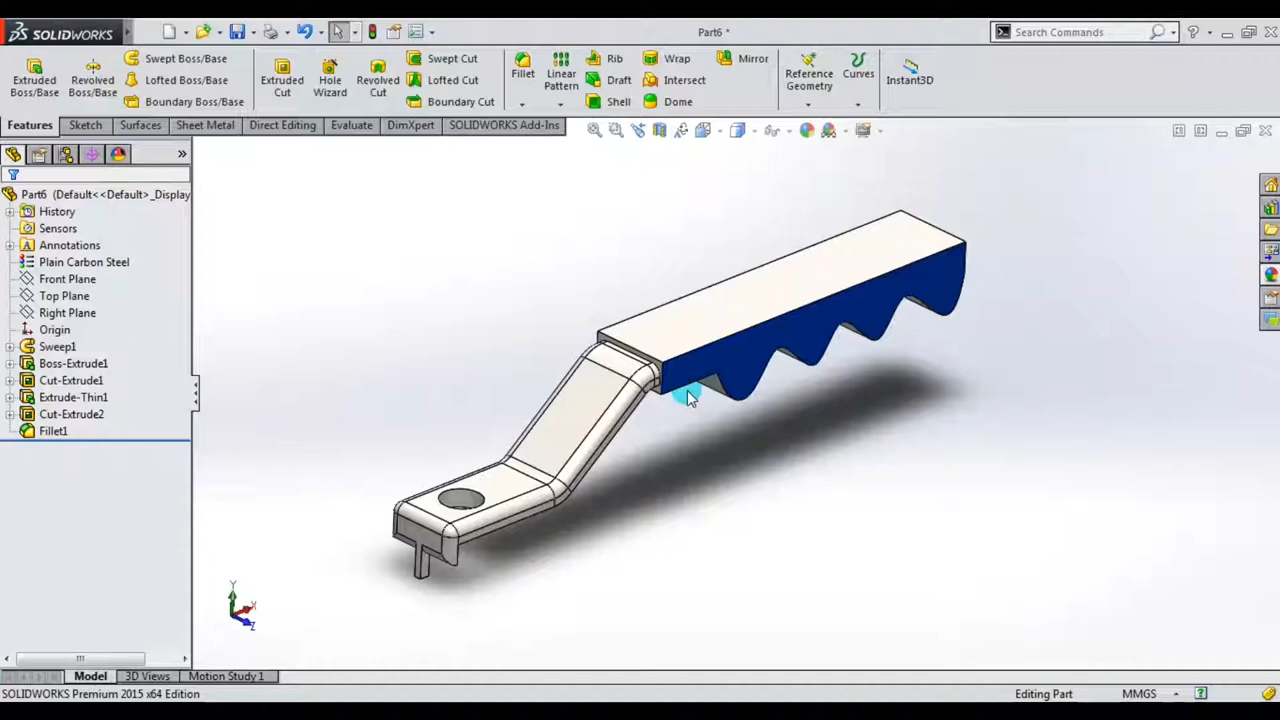 SOLIDWORKS
Part6 *
Search Commands
Extruded Boss/Base
Revolved Boss/Base
Swept Boss/Base
Lofted Boss/Base
Boundary Boss/Base
Extruded Cut
Hole Wizard
Revolved Cut
Swept Cut
Lofted Cut
Boundary Cut
Fillet
Linear Pattern
Rib
Draft
Shell
Wrap
Intersect
Dome
Mirror
Reference Geometry
Curves
Instant3D
Features
Sketch
Surfaces
Sheet Metal
Direct Editing
Evaluate
DimXpert
SOLIDWORKS Add-Ins
Part6 (Default<<Default>_Display
History
Sensors
Annotations
Plain Carbon Steel
Front Plane
Top Plane
Right Plane
Origin
Sweep1
Boss-Extrude1
Cut-Extrude1
Extrude-Thin1
Cut-Extrude2
Fillet1
Y
X
Z
Model
3D Views
Motion Study 1
SOLIDWORKS Premium 2015 x64 Edition
Editing Part
MMGS